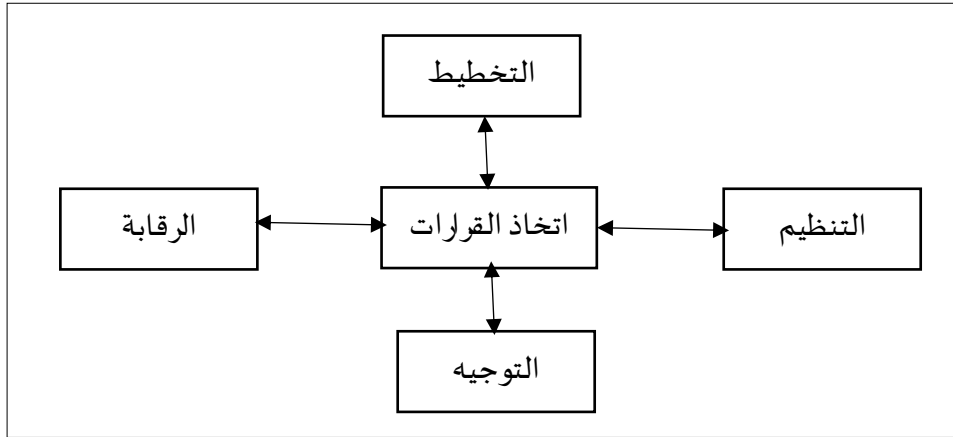 التخطيط
التنظيم
اتخاذ القرارات
الرقابة
التوجيه